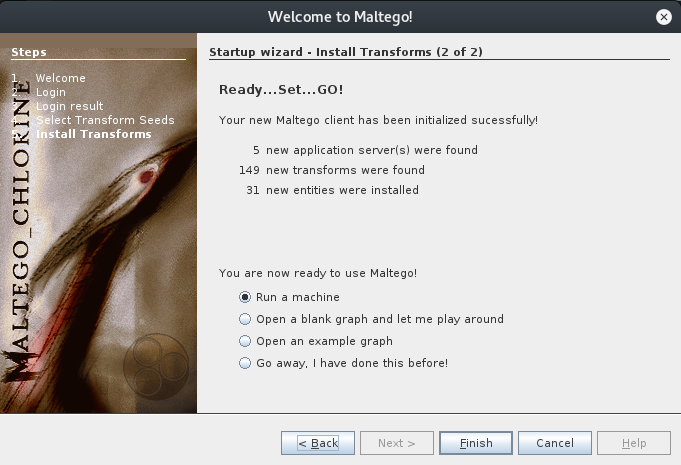 Welcome to Maltego!
Steps
1. Welcome
2. Login
3. Login result
4. Select Transform Seeds
5. Install Transforms
MALTEGO_CHLORINE
Startup wizard - Install Transforms (2 of 2)
Ready...Set...GO!
Your new Maltego client has been initialized sucessfully!
5 new application server(s) were found
149 new transforms were found
31 new entities were installed
You are now ready to use Maltego!
Run a machine
Open a blank graph and let me play around
Open an example graph
Go away, I have done this before!
< Back
Next >
Finish
Cancel
Help